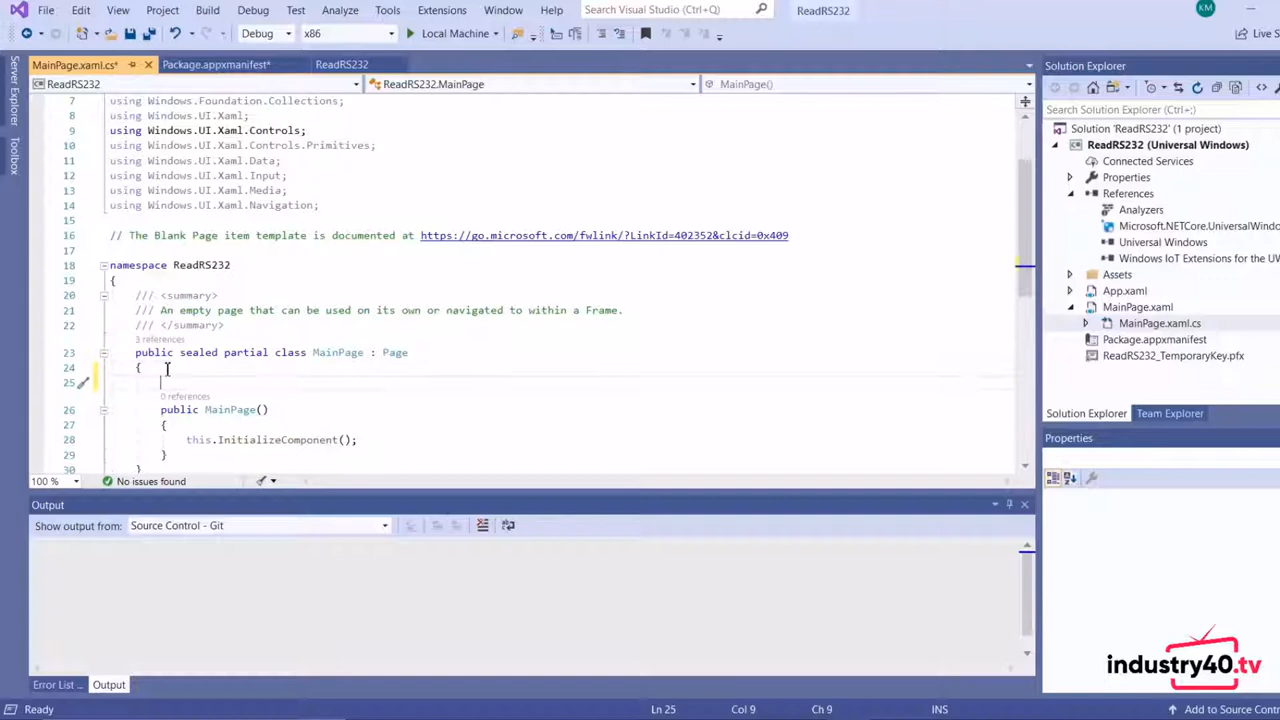 File Edit View Project Build Debug Test Analyze Tools Extensions Window Help Search Visual Studio (Ctrl+Q) ReadRS232 KM
Debug x86 Local Machine Live S
MainPage.xaml.cs* Package.appxmanifest* ReadRS232
ReadRS232 ReadRS232.MainPage MainPage()
Server Explorer
Toolbox
7 using Windows.Foundation.Collections;
8 using Windows.UI.Xaml;
9 using Windows.UI.Xaml.Controls;
10 using Windows.UI.Xaml.Controls.Primitives;
11 using Windows.UI.Xaml.Data;
12 using Windows.UI.Xaml.Input;
13 using Windows.UI.Xaml.Media;
14 using Windows.UI.Xaml.Navigation;
15
16 // The Blank Page item template is documented at https://go.microsoft.com/fwlink/?LinkId=402352&clcid=0x409
17
18 namespace ReadRS232
19 {
20 /// <summary>
21 /// An empty page that can be used on its own or navigated to within a Frame.
22 /// </summary>
3 references
23 public sealed partial class MainPage : Page
24 {
25
0 references
26 public MainPage()
27 {
28 this.InitializeComponent();
29 }
30 }
100 % No issues found
Output
Show output from: Source Control - Git
Error List ... Output
Solution Explorer
Search Solution Explorer (Ctrl+;)
Solution 'ReadRS232' (1 project)
ReadRS232 (Universal Windows)
Connected Services
Properties
References
Analyzers
Microsoft.NETCore.UniversalWindo
Universal Windows
Windows IoT Extensions for the UW
Assets
App.xaml
MainPage.xaml
MainPage.xaml.cs
Package.appxmanifest
ReadRS232_TemporaryKey.pfx
Solution Explorer Team Explorer
Properties
industry40.tv
Ready Ln 25 Col 9 Ch 9 INS Add to Source Contr